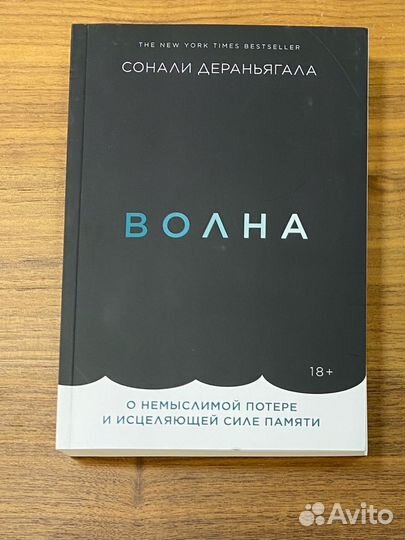 THE NEW YORK TIMES BESTSELLER
СОНАЛИ ДЕРАНЬЯГАЛА
ВОЛНА
18+
О НЕМЫСЛИМОЙ ПОТЕРЕ
И ИСЦЕЛЯЮЩЕЙ СИЛЕ ПАМЯТИ
Avito